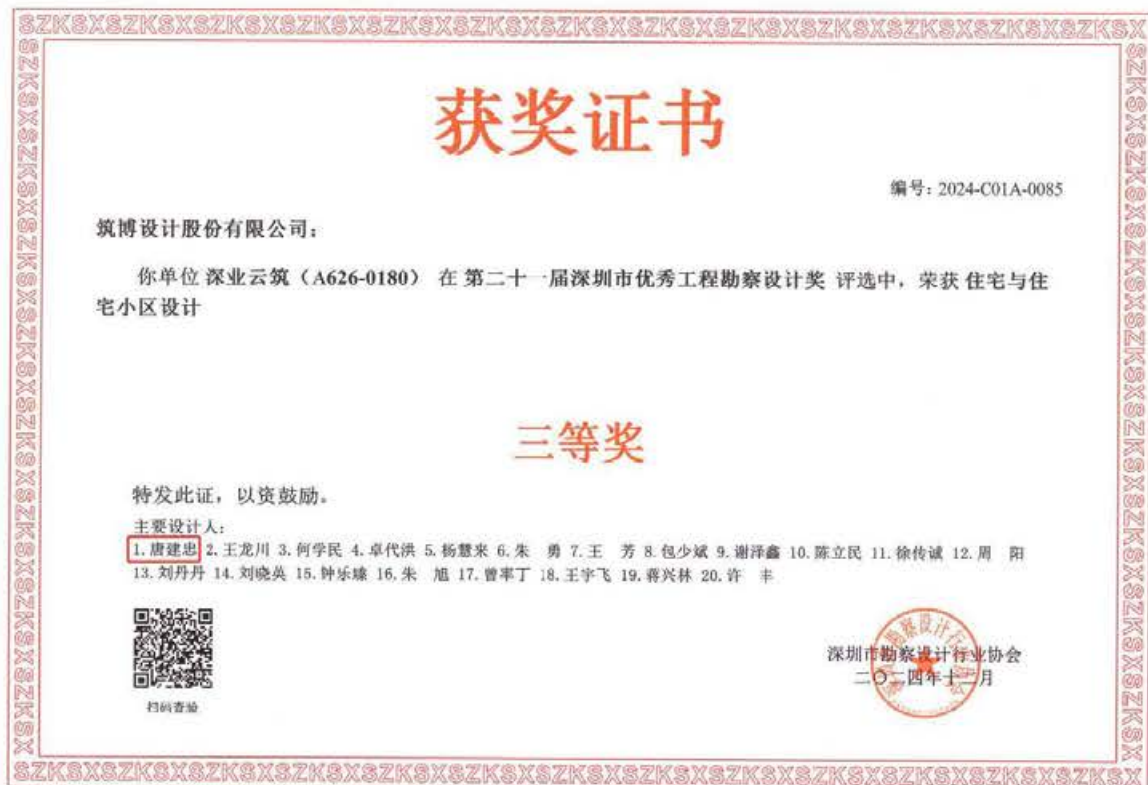 SZKSXSZKSXSZKSXSZKSXSZKSXSZKSXSZKSXSZKSXSZKSXSZKSXSZKSX
获奖证书
编号：2024-C01A-0085
筑博设计股份有限公司：
你单位 深业云筑（A626-0180） 在 第二十一届深圳市优秀工程勘察设计奖 评选中，荣获 住宅与住
宅小区设计
三等奖
特发此证，以资鼓励。
主要设计人：
1.唐建忠 2.王龙川 3.何学民 4.卓代洪 5.杨慧来 6.朱　勇 7.王　芳 8.包少斌 9.谢泽鑫 10.陈立民 11.徐传诚 12.周　阳
13.刘丹丹 14.刘晓英 15.钟乐臻 16.朱　旭 17.曾率丁 18.王宇飞 19.蒋兴林 20.许　丰
扫码查验
深圳市勘察设计行业协会
二〇二四年十二月